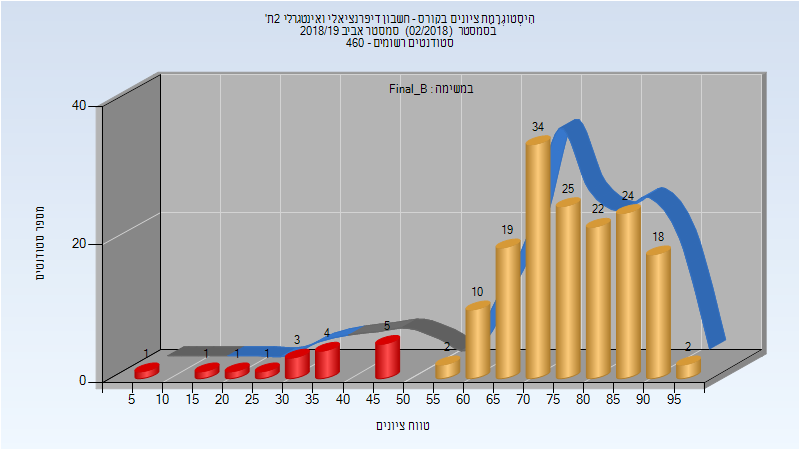 היסטוגרמת ציונים בקורס - חשבון דיפרנציאלי ואינטגרלי 2ת'
בסמסטר (02/2018) סמסטר אביב 2018/19
סטודנטים רשומים - 460
במשימה : Final_B
מספר סטודנטים
40
20
0
1 1 1 1 3 4 5 2 10 19 34 25 22 24 18 2
5 10 15 20 25 30 35 40 45 50 55 60 65 70 75 80 85 90 95
טווח ציונים